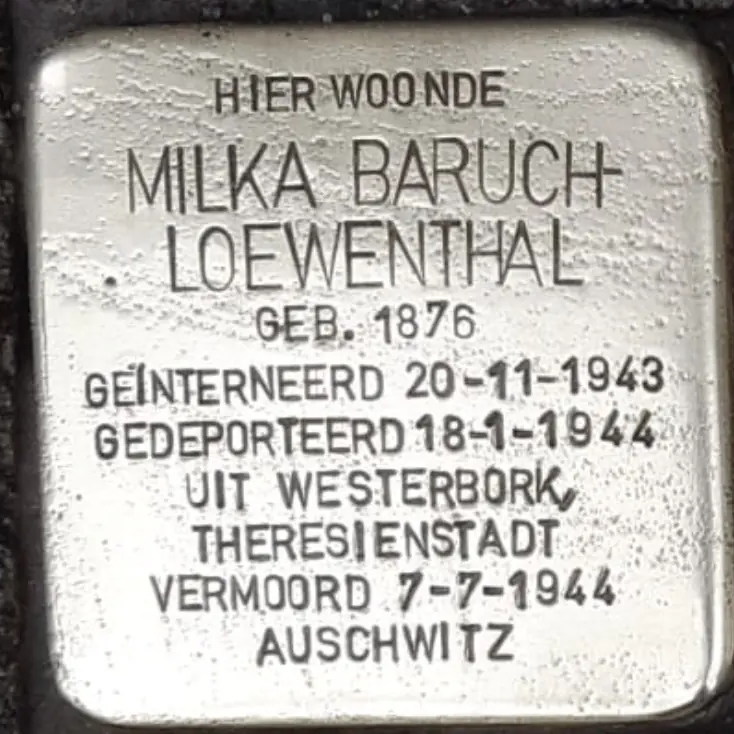 HIER WOONDE
MILKA BARUCH-
LOEWENTHAL
GEB. 1876
GEÏNTERNEERD 20-11-1943
GEDEPORTEERD 18-1-1944
UIT WESTERBORK,
THERESIENSTADT
VERMOORD 7-7-1944
AUSCHWITZ